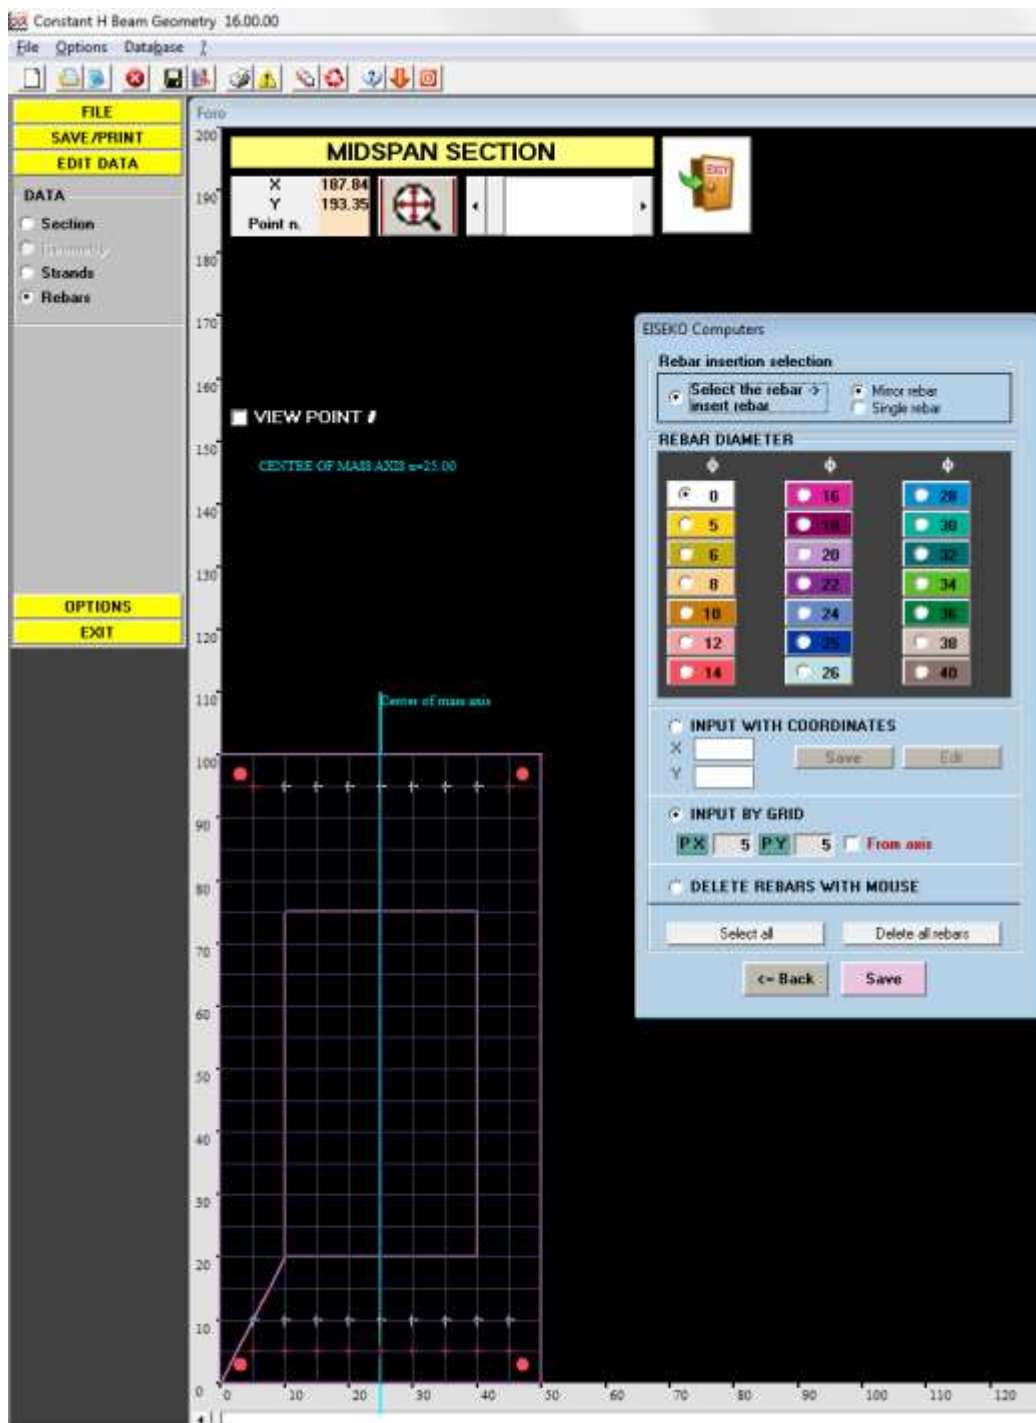 Constant H Beam Geometry 16.00.00
File Options Database ?
FILE
SAVE/PRINT
EDIT DATA
DATA
Section
Strands
Rebars
OPTIONS
EXIT
Foro
MIDSPAN SECTION
X 187.84
Y 193.35
Point n.
EXIT
VIEW POINT #
CENTRE OF MASS AXIS x=25.00
Center of mass axis
200
190
180
170
160
150
140
130
120
110
100
90
80
70
60
50
40
30
20
10
0
0 10 20 30 40 50 60 70 80 90 100 110 120
EISEKO Computers
Rebar insertion selection
Select the rebar ->
insert rebar
Mirror rebar
Single rebar
REBAR DIAMETER
Φ Φ Φ
0 16 28
5 18 30
6 20 32
8 22 34
10 24 36
12 25 38
14 26 40
INPUT WITH COORDINATES
X
Y
Save Edit
INPUT BY GRID
PX 5 PY 5 From axis
DELETE REBARS WITH MOUSE
Select all Delete all rebars
<= Back Save